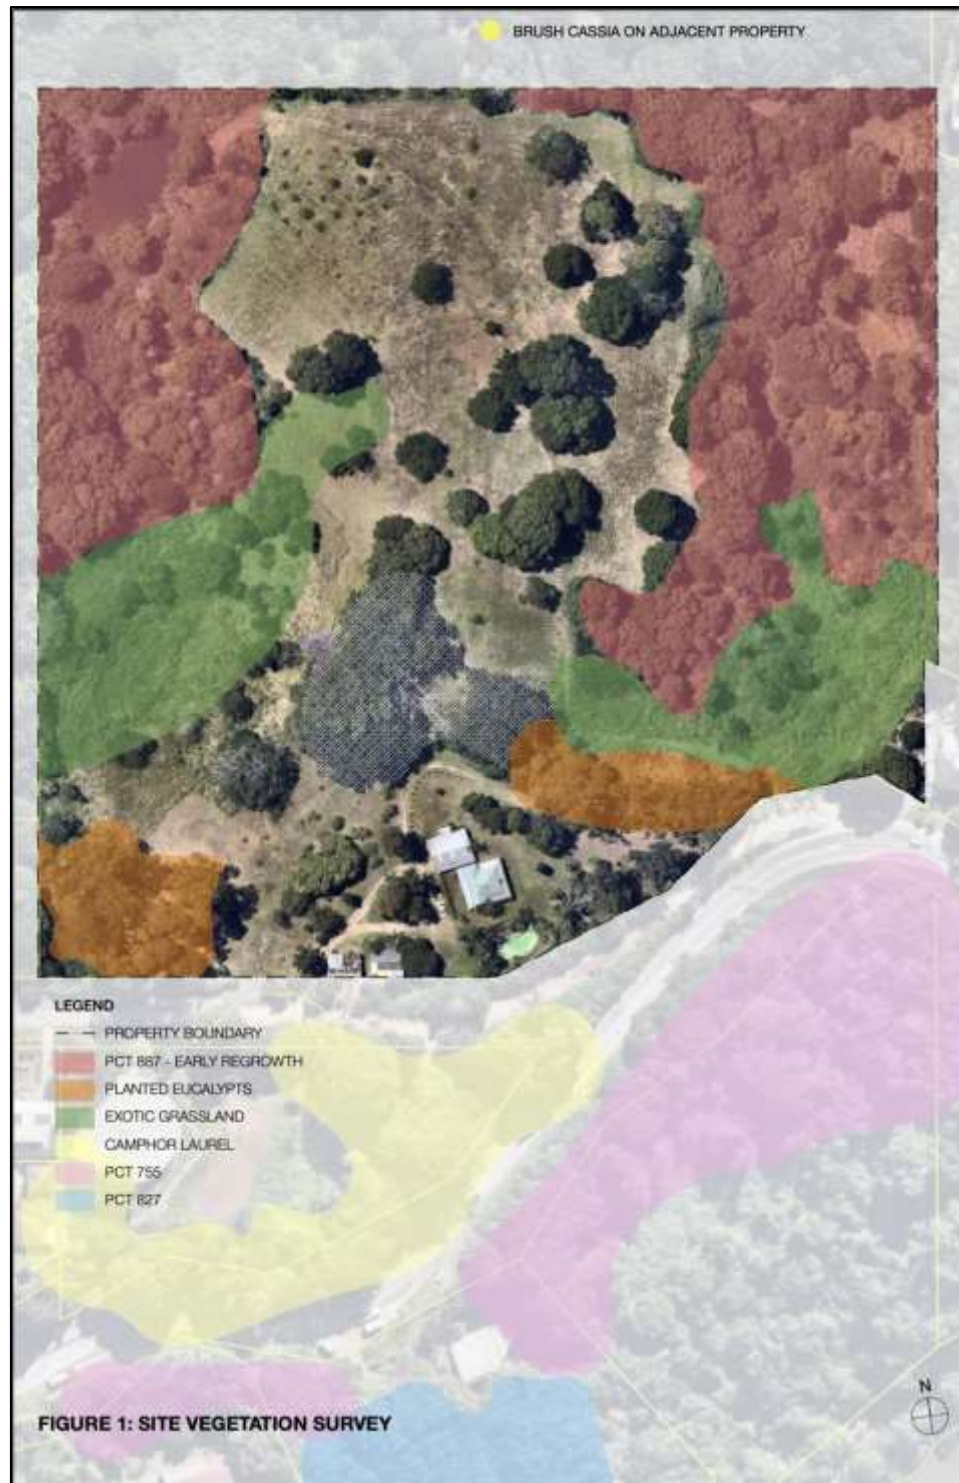 BRUSH CASSIA ON ADJACENT PROPERTY
LEGEND
PROPERTY BOUNDARY
PCT 887 - EARLY REGROWTH
PLANTED EUCALYPTS
EXOTIC GRASSLAND
CAMPHOR LAUREL
PCT 755
PCT 827
N
FIGURE 1: SITE VEGETATION SURVEY